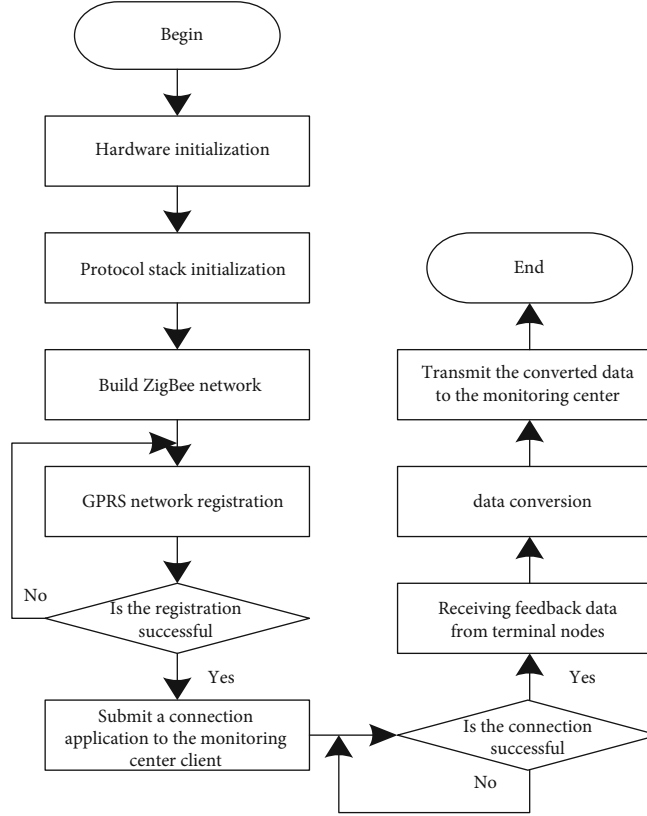 Begin
Hardware initialization
Protocol stack initialization
Build ZigBee network
GPRS network registration
No
Is the registration
successful
Yes
Submit a connection
application to the monitoring
center client
End
Transmit the converted data
to the monitoring center
data conversion
Receiving feedback data
from terminal nodes
Yes
Is the connection
successful
No